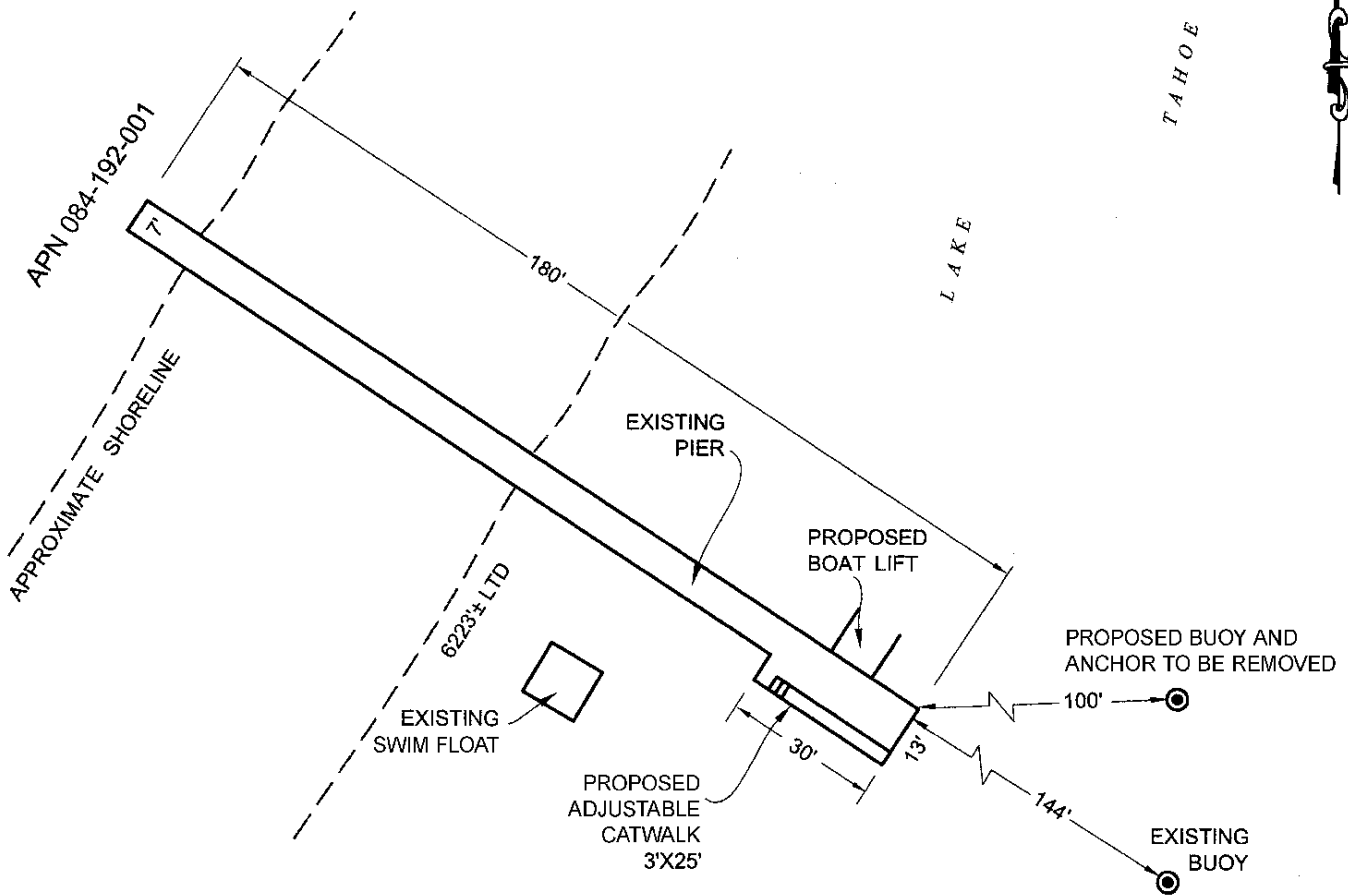 TAHOE
LAKE
APN 084-192-001
7'
180'
APPROXIMATE SHORELINE
EXISTING
PIER
PROPOSED
BOAT LIFT
6223'± LTD
PROPOSED BUOY AND
ANCHOR TO BE REMOVED
100'
EXISTING
SWIM FLOAT
30'
13'
PROPOSED
ADJUSTABLE
CATWALK
3'X25'
144'
EXISTING
BUOY